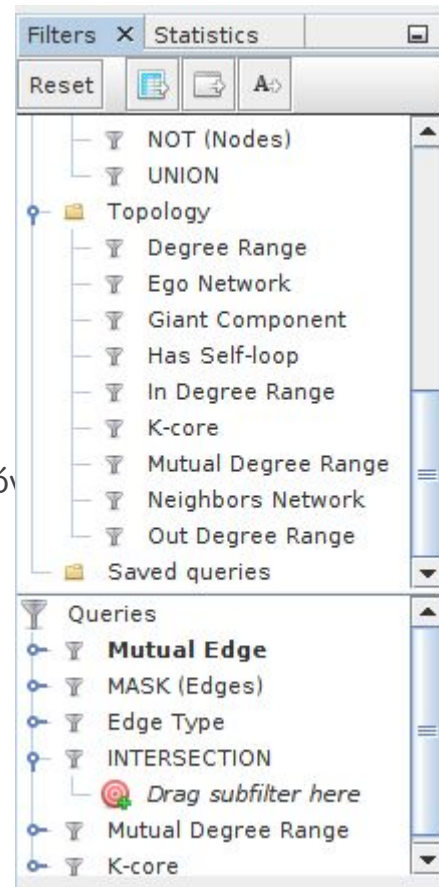 Filters X Statistics
Reset A
NOT (Nodes)
UNION
Topology
Degree Range
Ego Network
Giant Component
Has Self-loop
In Degree Range
K-core
Mutual Degree Range
Neighbors Network
Out Degree Range
Saved queries
Queries
Mutual Edge
MASK (Edges)
Edge Type
INTERSECTION
Drag subfilter here
Mutual Degree Range
K-core